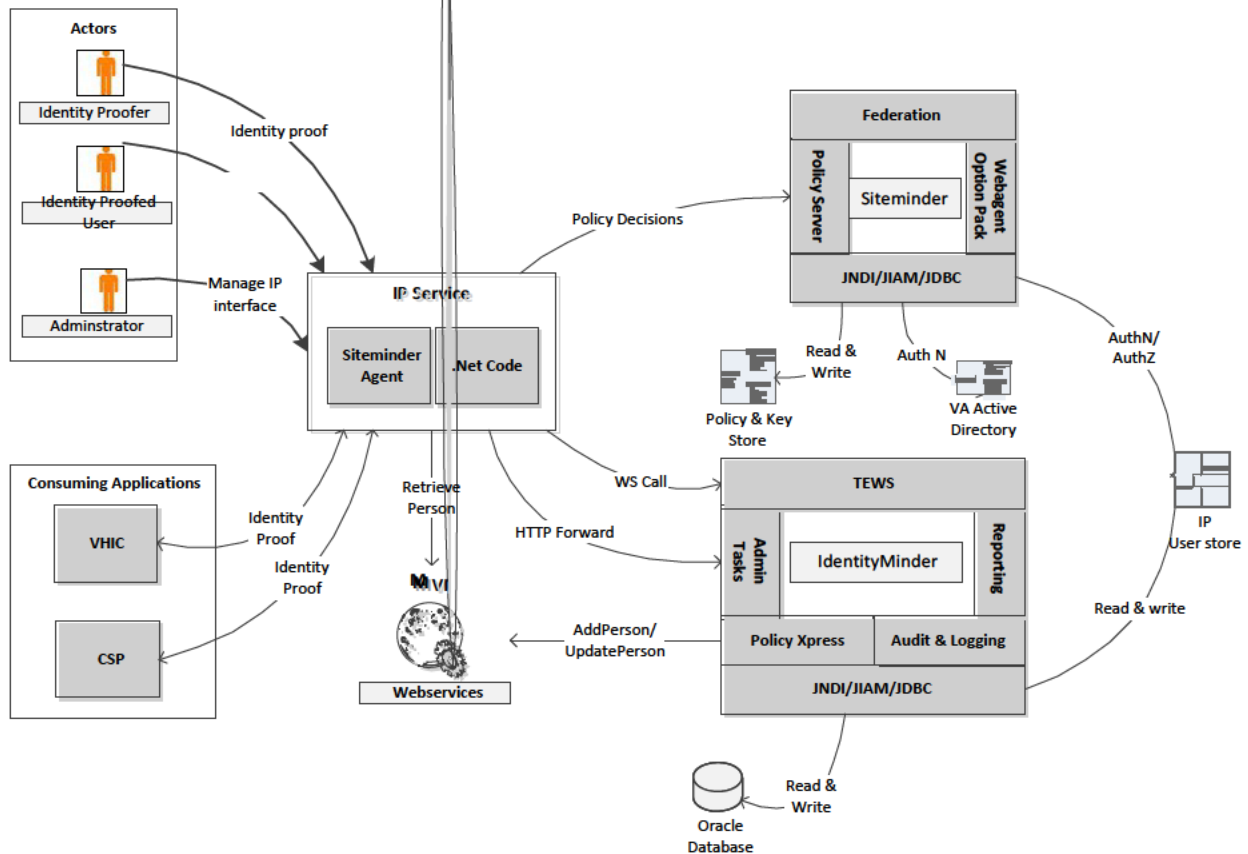 Actors
Identity Proofer
Identity Proofed
User
Adminstrator
Identity proof
Manage IP
interface
IP Service
Siteminder
Agent
.Net Code
Policy Decisions
Federation
Policy Server
Siteminder
Webagent
Option Pack
JNDI/JIAM/JDBC
Read &
Write
Auth N
AuthN/
AuthZ
Policy & Key
Store
VA Active
Directory
IP
User store
Consuming Applications
VHIC
CSP
Identity
Proof
Identity
Proof
Retrieve
Person
WS Call
HTTP Forward
MVI
Webservices
AddPerson/
UpdatePerson
TEWS
Admin
Tasks
IdentityMinder
Reporting
Policy Xpress
Audit & Logging
JNDI/JIAM/JDBC
Read & write
Read &
Write
Oracle
Database